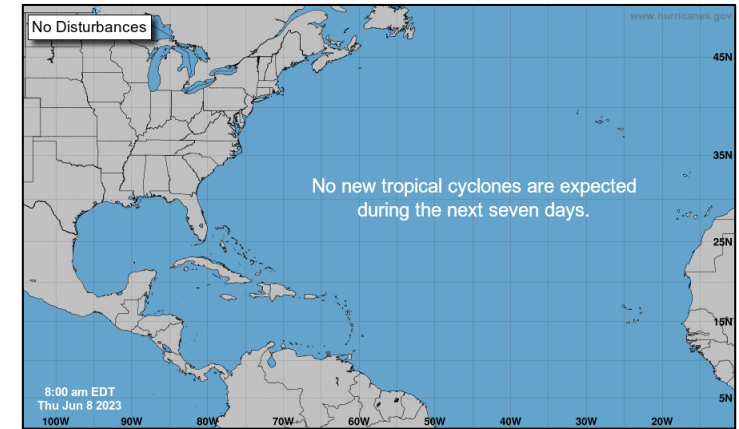 No Disturbances
www.hurricanes.gov
45N
35N
No new tropical cyclones are expected
during the next seven days.
25N
15N
8:00 am EDT
Thu Jun 8 2023
5N
100W 90W 80W 70W 60W 50W 40W 30W 20W